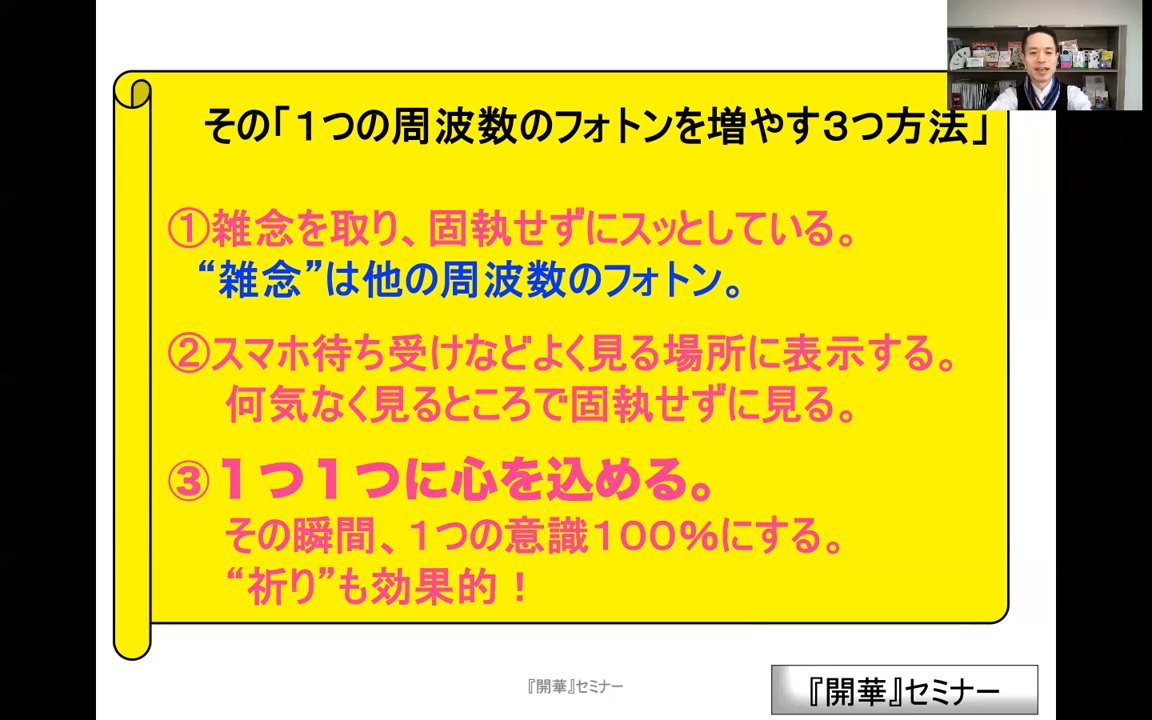 その「１つの周波数のフォトンを増やす３つ方法」
①雑念を取り、固執せずにスッとしている。
“雑念”は他の周波数のフォトン。
②スマホ待ち受けなどよく見る場所に表示する。
何気なく見るところで固執せずに見る。
③１つ１つに心を込める。
その瞬間、１つの意識１００％にする。
“祈り”も効果的！
『開華』セミナー
『開華』セミナー